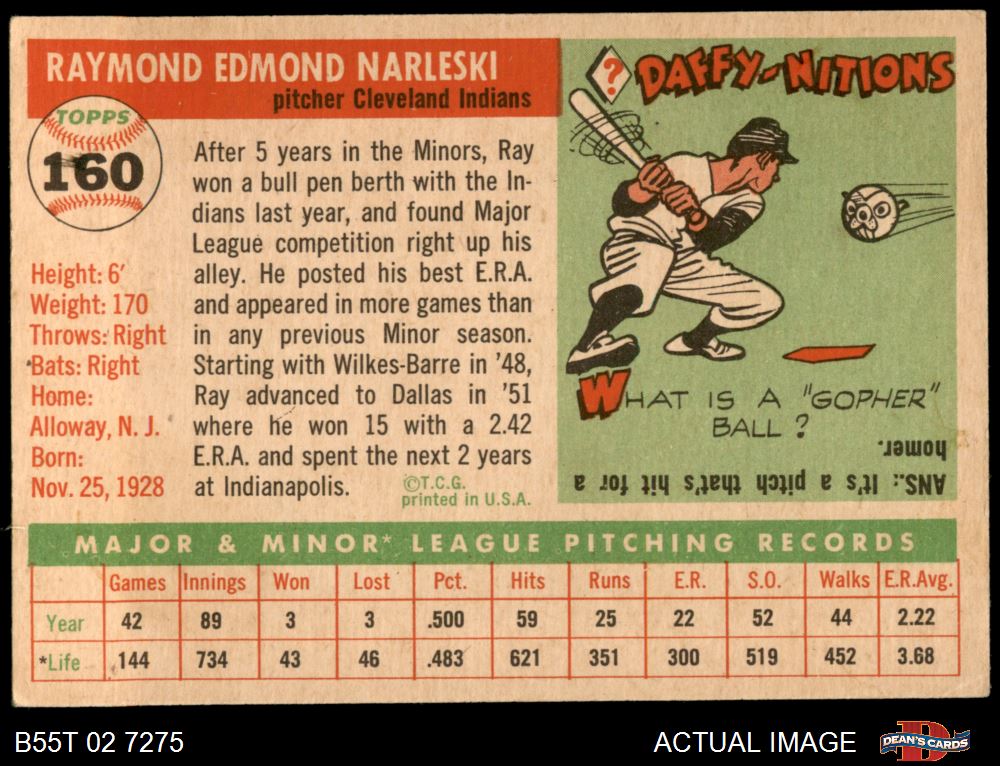 RAYMOND EDMOND NARLESKI
pitcher Cleveland Indians
TOPPS
160
After 5 years in the Minors, Ray
won a bull pen berth with the In-
dians last year, and found Major
League competition right up his
alley. He posted his best E.R.A.
and appeared in more games than
in any previous Minor season.
Starting with Wilkes-Barre in '48,
Ray advanced to Dallas in '51
where he won 15 with a 2.42
E.R.A. and spent the next 2 years
at Indianapolis.
©T.C.G.
printed in U.S.A.
Height: 6'
Weight: 170
Throws: Right
Bats: Right
Home:
Alloway, N. J.
Born:
Nov. 25, 1928
?
DAFFY-NITIONS
WHAT IS A "GOPHER"
BALL?
ANS.: It's a pitch that's hit for a
homer.
MAJOR & MINOR* LEAGUE PITCHING RECORDS
Games Innings Won Lost Pct. Hits Runs E.R. S.O. Walks E.R.Avg.
Year 42 89 3 3 .500 59 25 22 52 44 2.22
*Life 144 734 43 46 .483 621 351 300 519 452 3.68
B55T 02 7275
ACTUAL IMAGE
D
DEAN'S CARDS